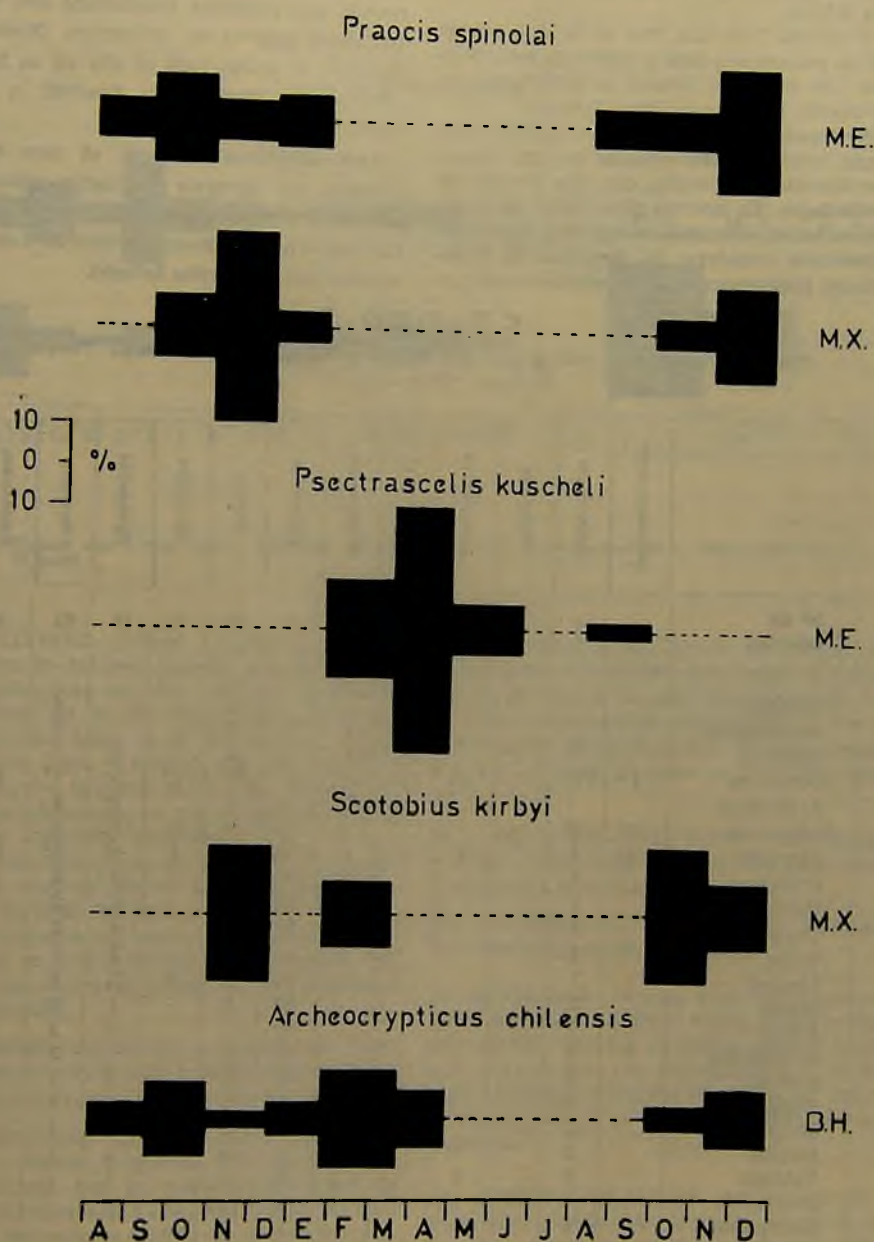 Praocis spinolai
M.E.
M.X.
10
0 %
10
Psectrascelis kuscheli
M.E.
Scotobius kirbyi
M.X.
Archeocrypticus chilensis
B.H.
A S O N D E F M A M J J A S O N D